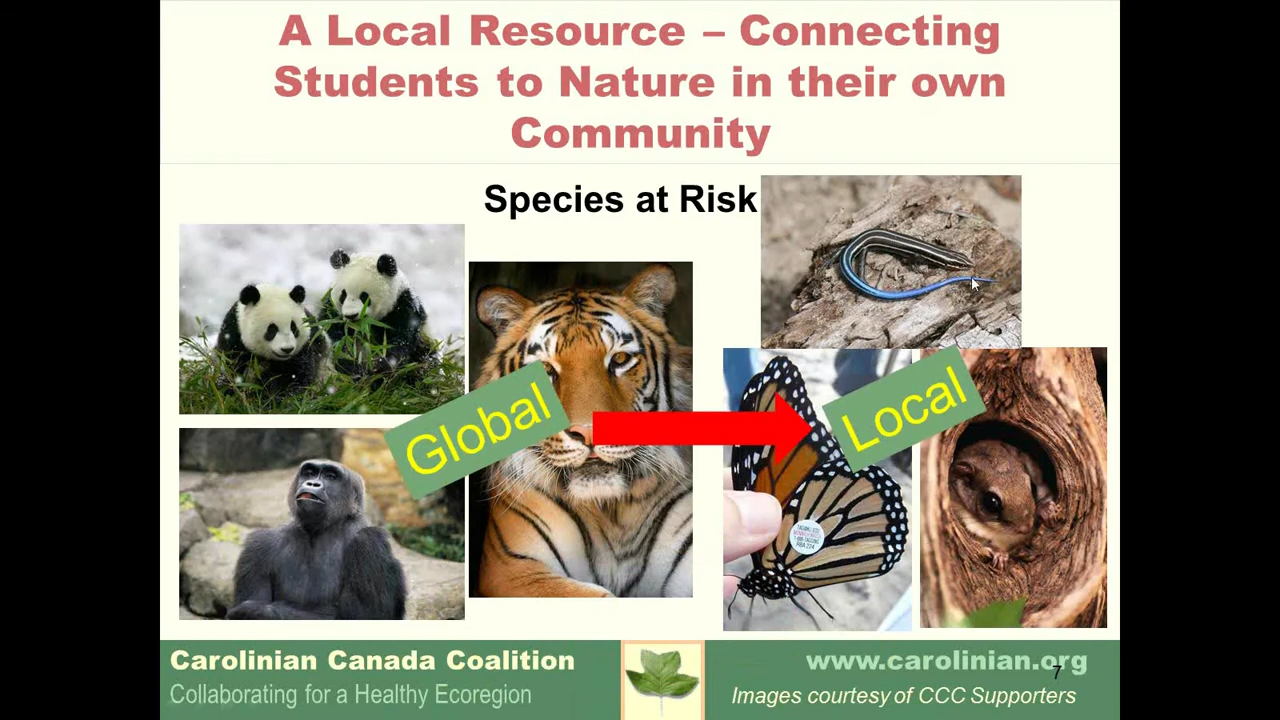 A Local Resource – Connecting
Students to Nature in their own
Community
Species at Risk
Global
Local
Carolinian Canada Coalition
Collaborating for a Healthy Ecoregion
www.carolinian.org
7
Images courtesy of CCC Supporters